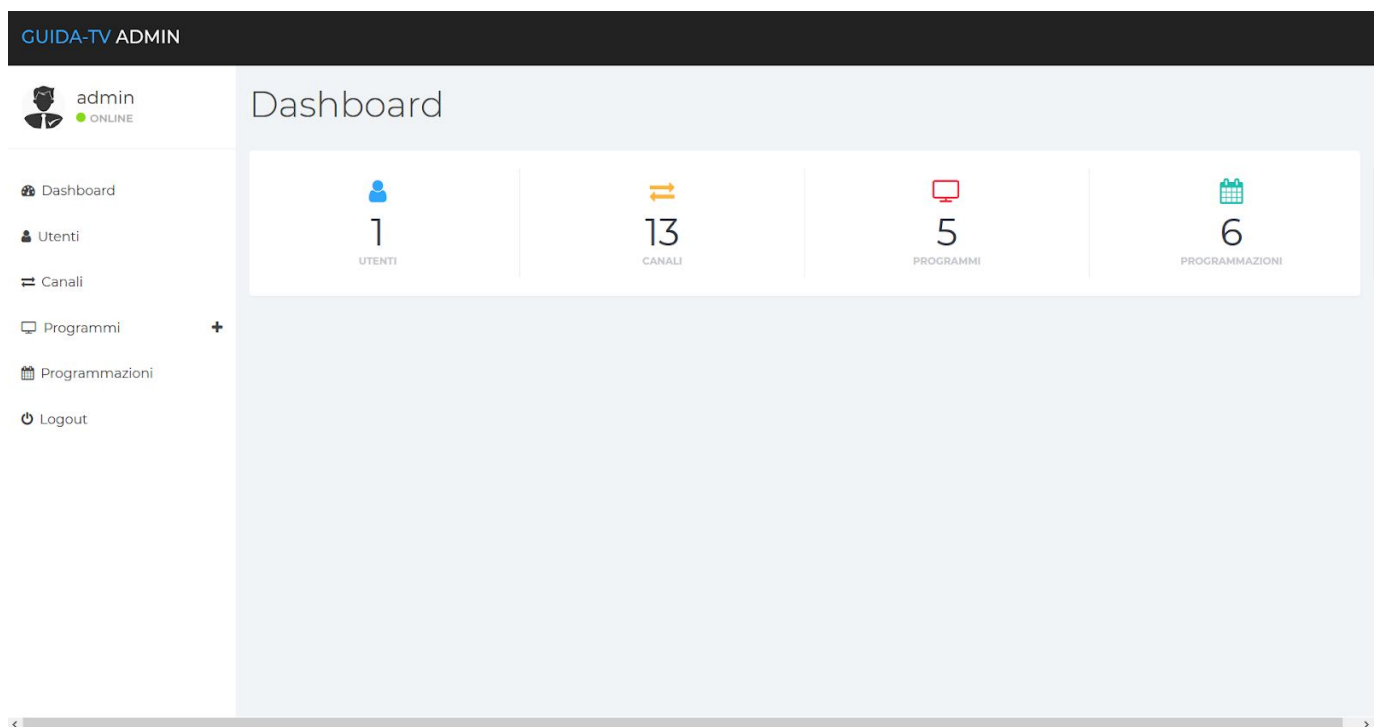 GUIDA-TV ADMIN
admin
ONLINE
Dashboard
Utenti
Canali
Programmi
Programmazioni
Logout
Dashboard
1
UTENTI
13
CANALI
5
PROGRAMMI
6
PROGRAMMAZIONI